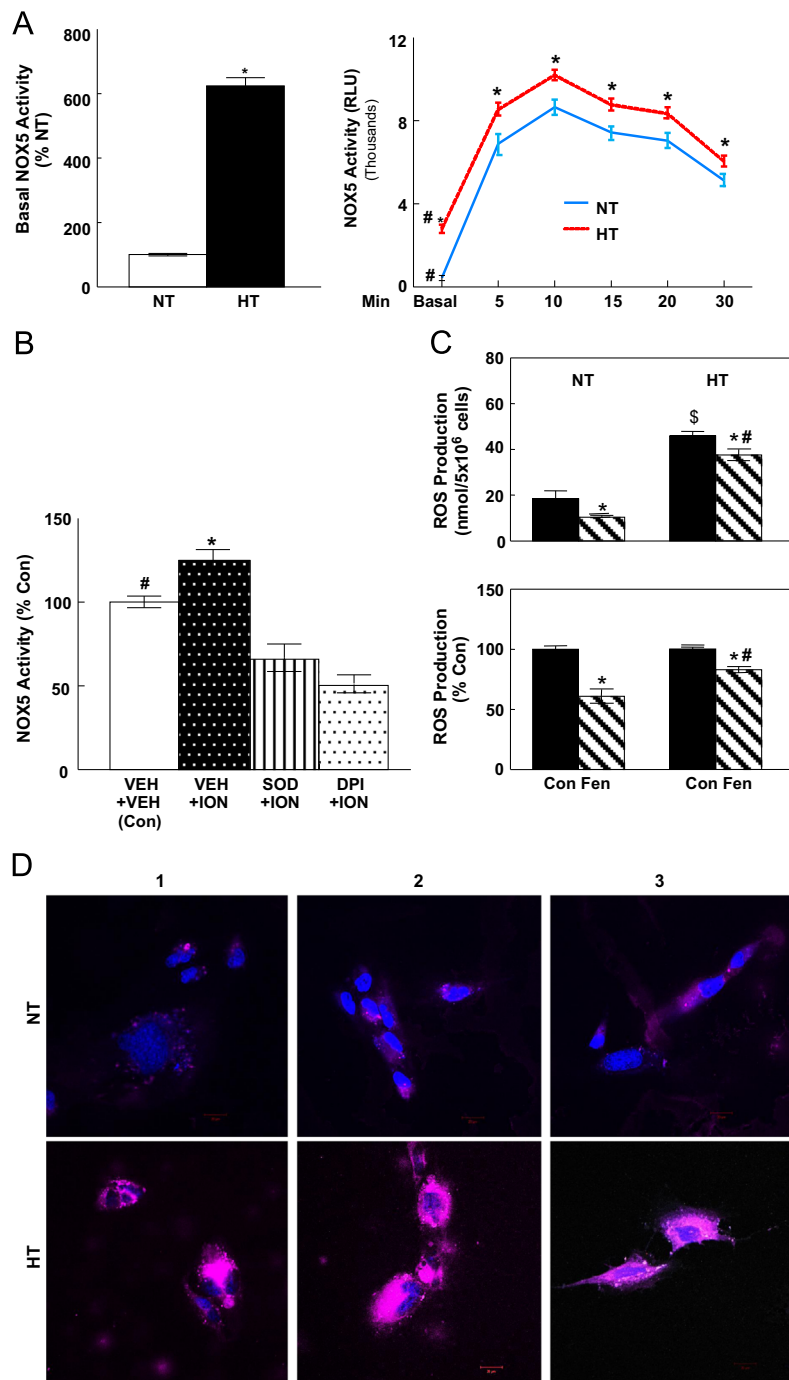 A
Basal NOX5 Activity
(% NT)
800
600
400
200
100
0
*
NT
HT
NOX5 Activity (RLU)
(Thousands)
12
8
4
0
* * * * *
# *
#
NT
HT
Min Basal 5 10 15 20 30
B
NOX5 Activity (% Con)
150
100
50
0
#
*
VEH
+VEH
(Con)
VEH
+ION
SOD
+ION
DPI
+ION
C
ROS Production
(nmol/5x10⁶ cells)
80
60
40
20
0
NT
HT
*
$
*#
ROS Production
(% Con)
150
100
50
0
*
*#
Con Fen Con Fen
D
1 2 3
NT
HT